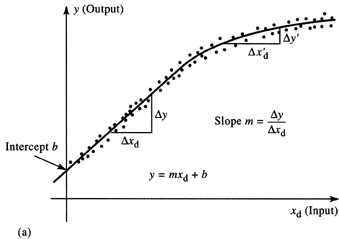 y (Output)
Δy'
Δx'd
Δy
Slope m = Δy/Δxd
Δxd
Intercept b
y = mxd + b
xd (Input)
(a)